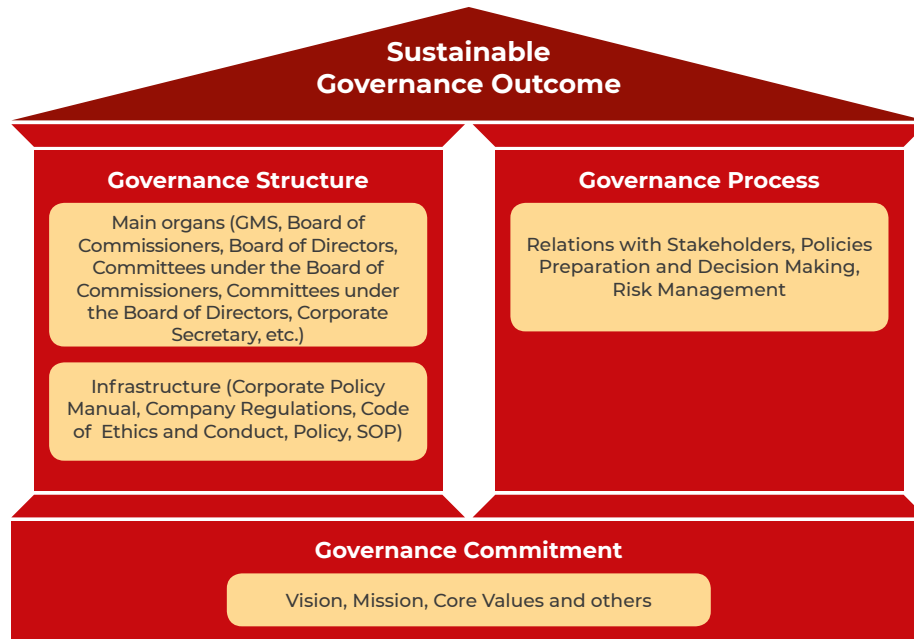 Sustainable
Governance Outcome
Governance Structure
Main organs (GMS, Board of
Commissioners, Board of Directors,
Committees under the Board of
Commissioners, Committees under
the Board of Directors, Corporate
Secretary, etc.)
Infrastructure (Corporate Policy
Manual, Company Regulations, Code
of Ethics and Conduct, Policy, SOP)
Governance Process
Relations with Stakeholders, Policies
Preparation and Decision Making,
Risk Management
Governance Commitment
Vision, Mission, Core Values and others